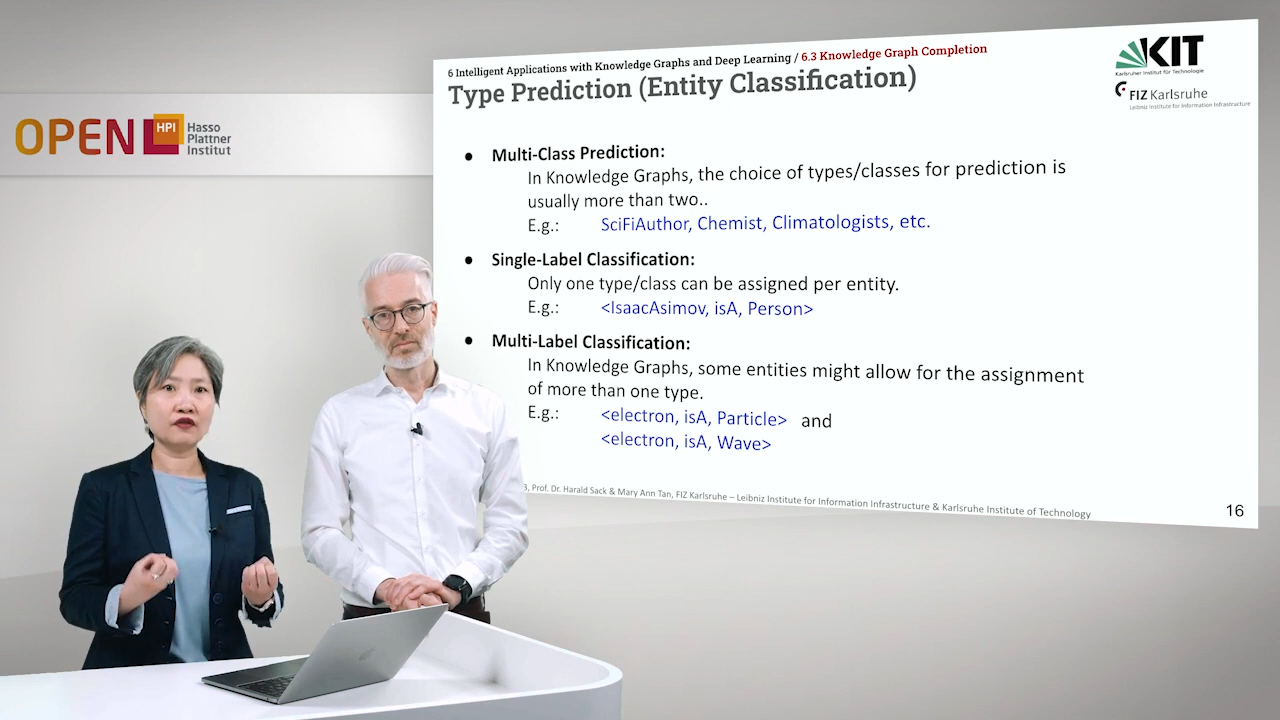 OPEN
HPI
Hasso
Plattner
Institut
6 Intelligent Applications with Knowledge Graphs and Deep Learning / 6.3 Knowledge Graph Completion
Type Prediction (Entity Classification)
KIT
Karlsruher Institut für Technologie
FIZ Karlsruhe
Leibniz Institute for Information Infrastructure
● Multi-Class Prediction:
In Knowledge Graphs, the choice of types/classes for prediction is
usually more than two..
E.g.: SciFiAuthor, Chemist, Climatologists, etc.
● Single-Label Classification:
Only one type/class can be assigned per entity.
E.g.: <IsaacAsimov, isA, Person>
● Multi-Label Classification:
In Knowledge Graphs, some entities might allow for the assignment
of more than one type.
E.g.: <electron, isA, Particle> and
<electron, isA, Wave>
3, Prof. Dr. Harald Sack & Mary Ann Tan, FIZ Karlsruhe – Leibniz Institute for Information Infrastructure & Karlsruhe Institute of Technology
16